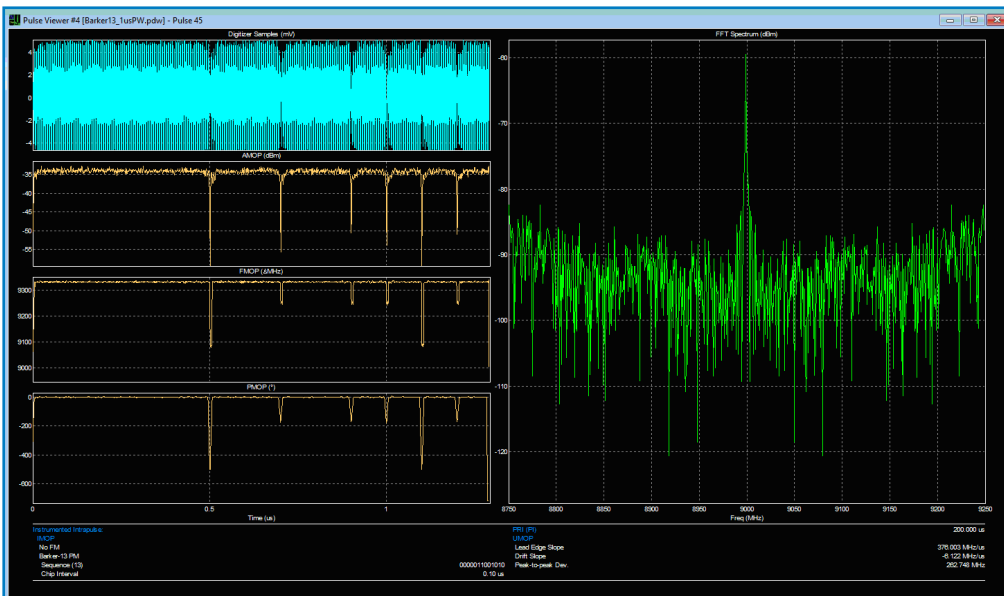 Pulse Viewer #4 [Barker13_1usPW.pdw] - Pulse 45
Digitizer Samples (mV)
4
2
0
-2
-4
AMOP (dBm)
-35
-40
-45
-50
-55
FMOP (ΔMHz)
9300
9200
9100
9000
PMOP (°)
0
-200
-400
-600
0 0.5 1
Time (us)
FFT Spectrum (dBm)
-60
-70
-80
-90
-100
-110
-120
8750 8800 8850 8900 8950 9000 9050 9100 9150 9200 9250
Freq (MHz)
Instrumented Intrapulse:
IMOP
No FM
Barker-13 PM
Sequence (13) 0000011001010
Chip Interval 0.10 us
PRI (PI) 200.000 us
UMOP
Lead Edge Slope 376.003 MHz/us
Drift Slope -6.122 MHz/us
Peak-to-peak Dev. 262.748 MHz